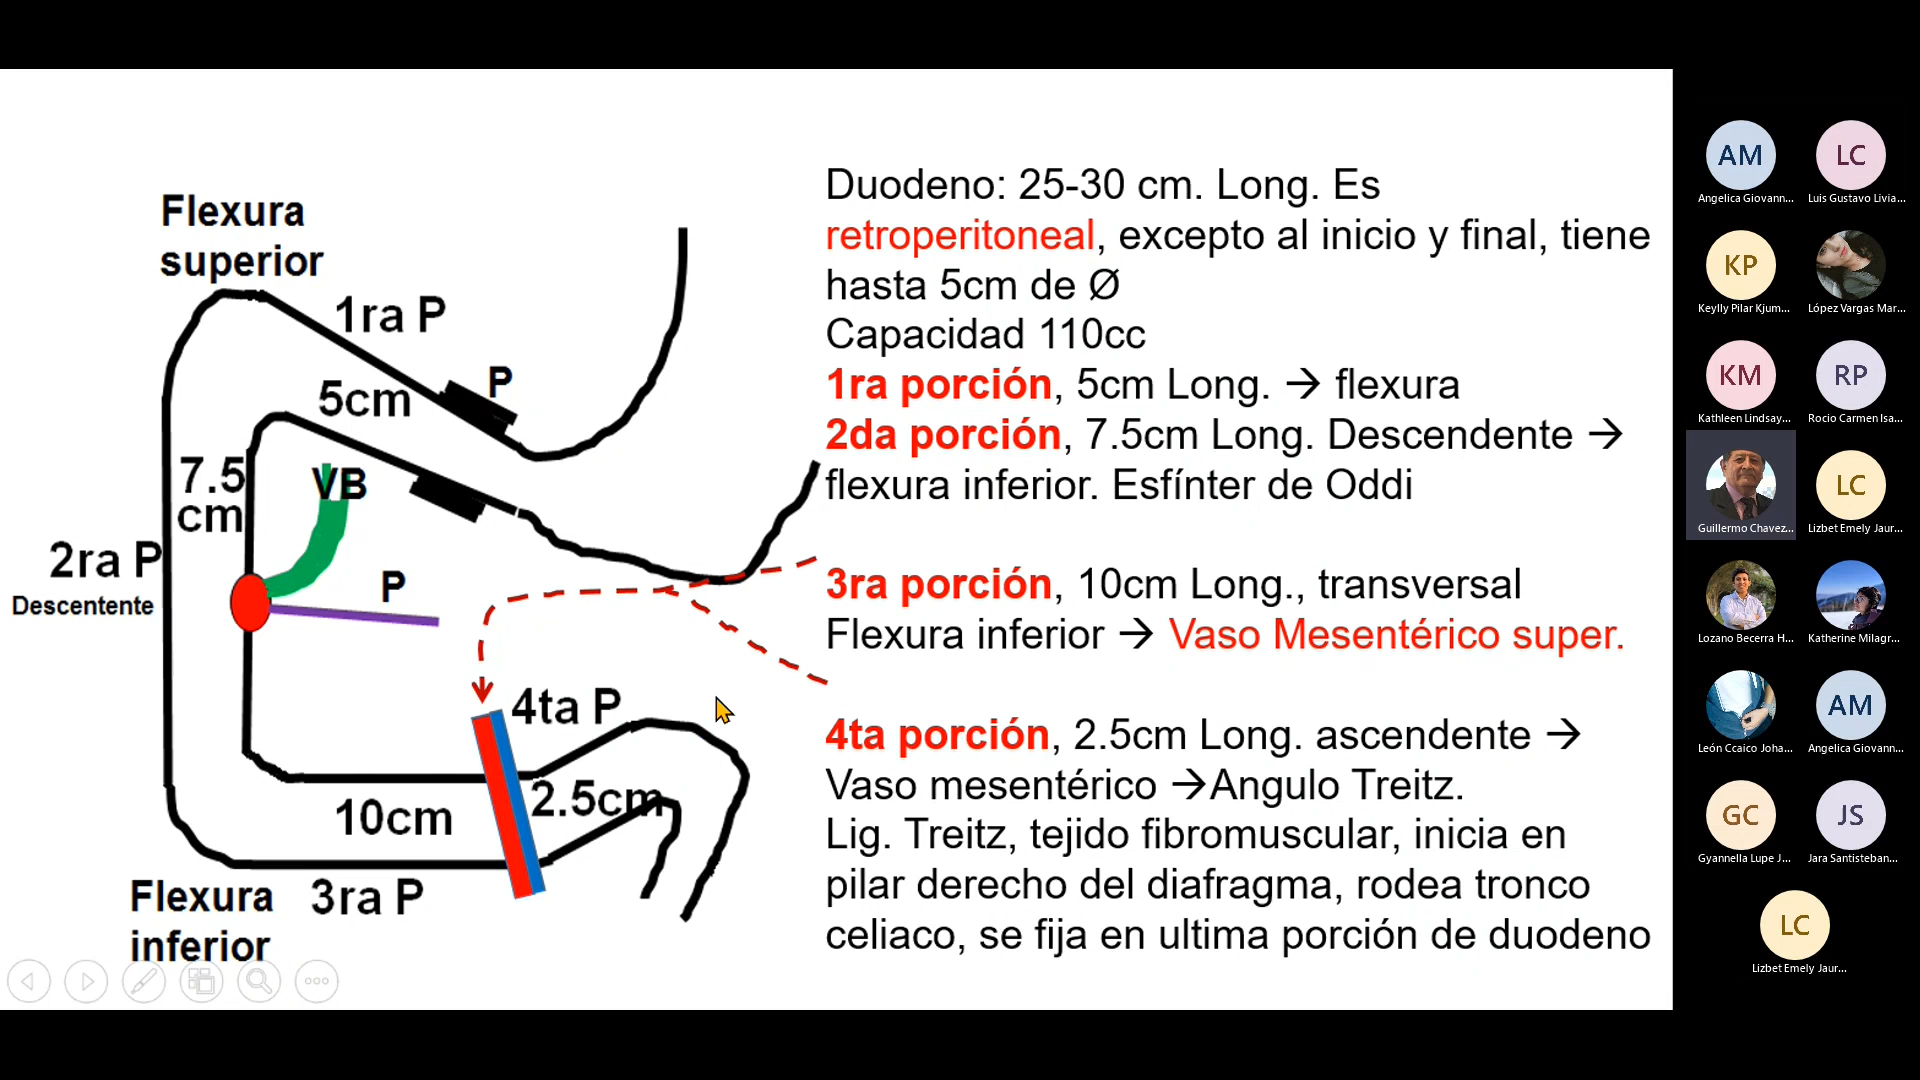 Flexura
superior
1ra P
P
5cm
7.5
cm
VB
2ra P
Descentente
P
4ta P
2.5cm
10cm
Flexura
inferior
3ra P
Duodeno: 25-30 cm. Long. Es
retroperitoneal, excepto al inicio y final, tiene
hasta 5cm de Ø
Capacidad 110cc
1ra porción, 5cm Long. → flexura
2da porción, 7.5cm Long. Descendente →
flexura inferior. Esfínter de Oddi
3ra porción, 10cm Long., transversal
Flexura inferior → Vaso Mesentérico super.
4ta porción, 2.5cm Long. ascendente →
Vaso mesentérico →Angulo Treitz.
Lig. Treitz, tejido fibromuscular, inicia en
pilar derecho del diafragma, rodea tronco
celiaco, se fija en ultima porción de duodeno
AM
Angelica Giovann...
LC
Luis Gustavo Livia...
KP
Keylly Pilar Kjum...
López Vargas Mar...
KM
Kathleen Lindsay...
RP
Rocio Carmen Isa...
Guillermo Chavez...
LC
Lizbet Emely Jaur...
Lozano Becerra H...
Katherine Milagr...
León Ccaico Joha...
AM
Angelica Giovann...
GC
Gyannella Lupe J...
JS
Jara Santisteban...
LC
Lizbet Emely Jaur...